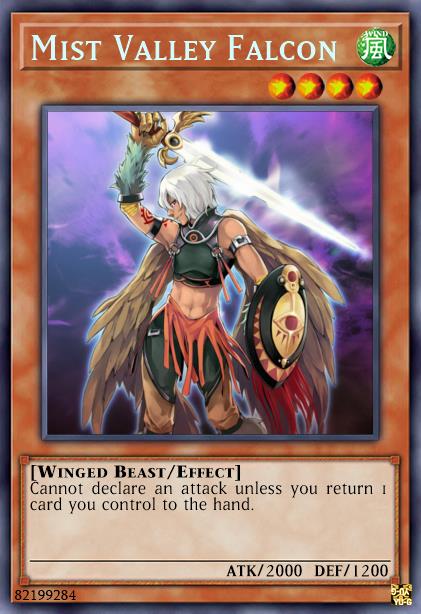 MIST VALLEY FALCON
WIND
風
[WINGED BEAST/EFFECT]
Cannot declare an attack unless you return 1
card you control to the hand.
ATK/2000 DEF/1200
82199284